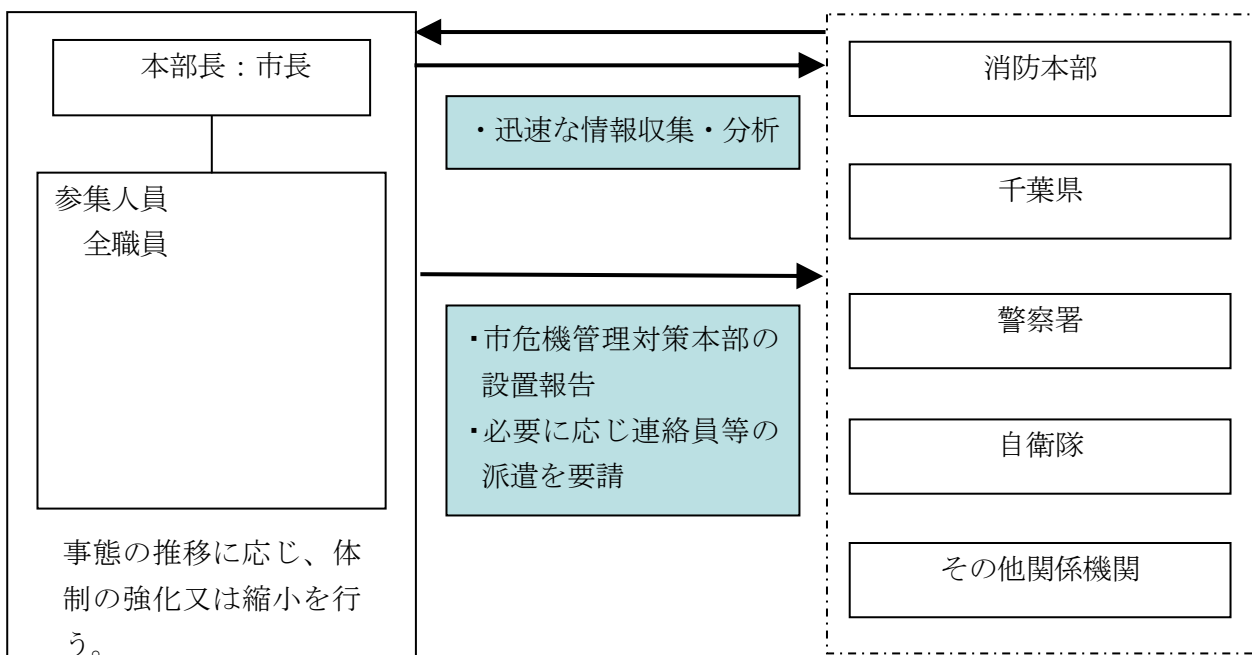 本部長：市長
参集人員
全職員
事態の推移に応じ、体
制の強化又は縮小を行
う。
・迅速な情報収集・分析
・市危機管理対策本部の
設置報告
・必要に応じ連絡員等の
派遣を要請
消防本部
千葉県
警察署
自衛隊
その他関係機関